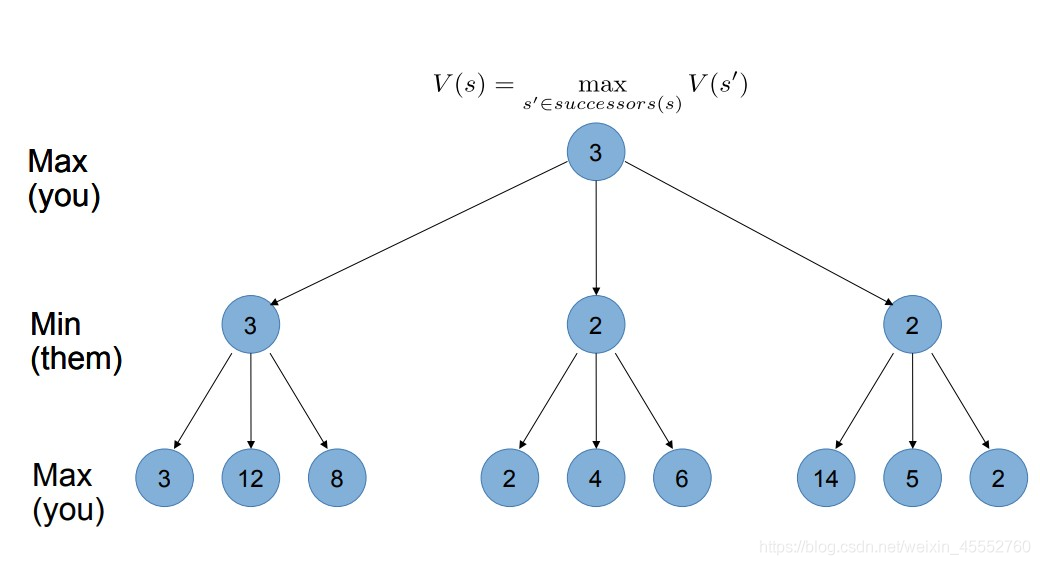 V(s) = max V(s′)
s′∈successors(s)
3
Max
(you)
3 2 2
Min
(them)
3 12 8 2 4 6 14 5 2
Max
(you)
https://blog.csdn.net/weixin_45552760